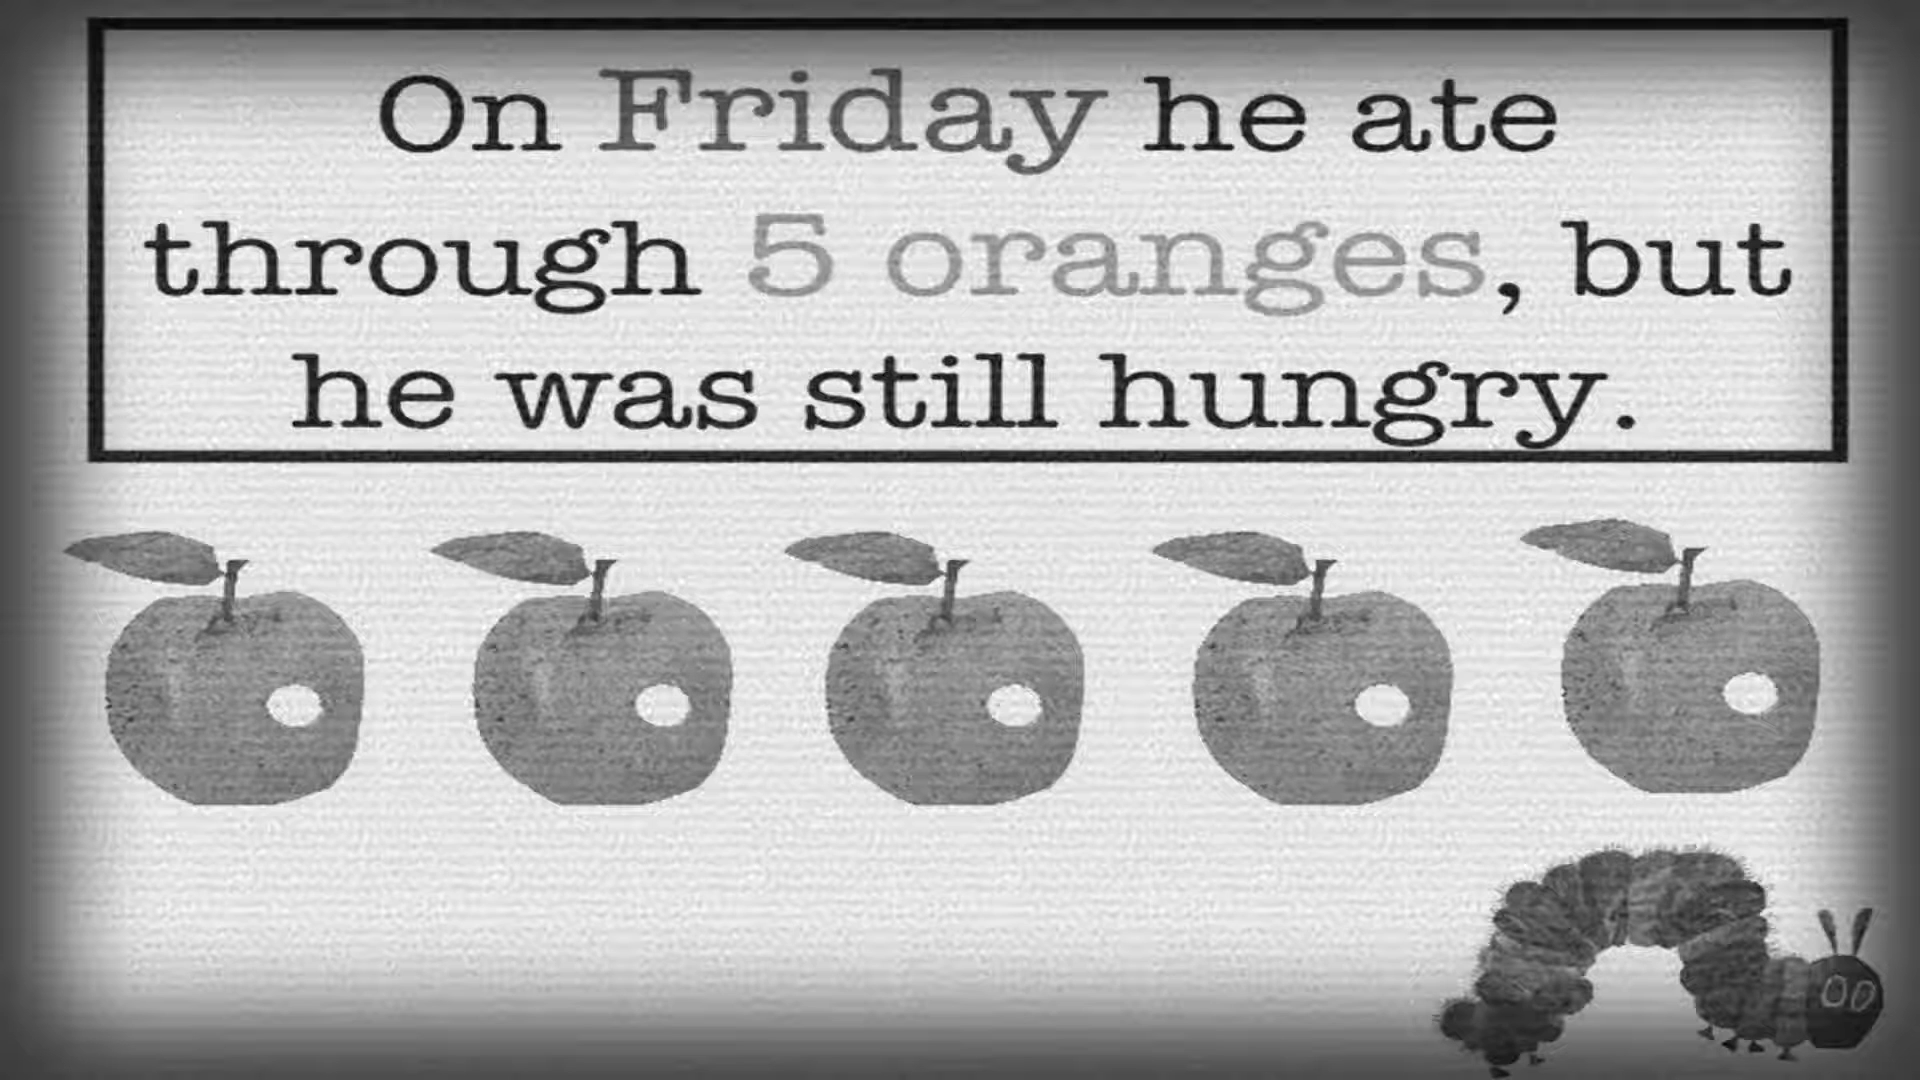 On Friday he ate
through 5 oranges, but
he was still hungry.